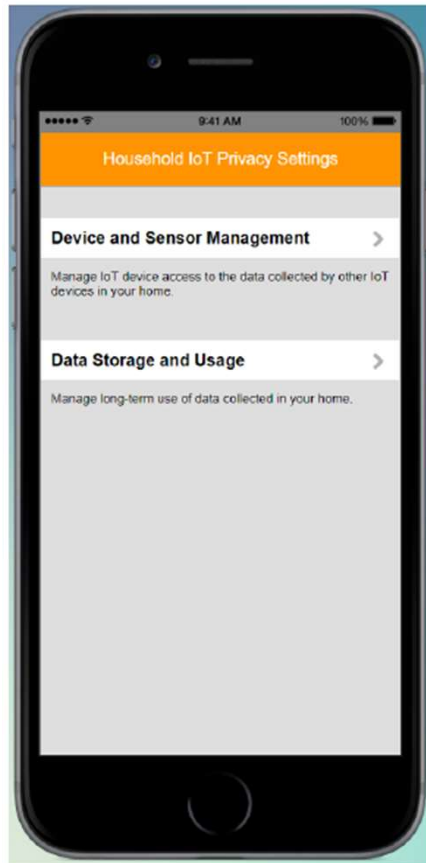 9:41 AM 100%
Household IoT Privacy Settings
Device and Sensor Management
Manage IoT device access to the data collected by other IoT
devices in your home.
Data Storage and Usage
Manage long-term use of data collected in your home.